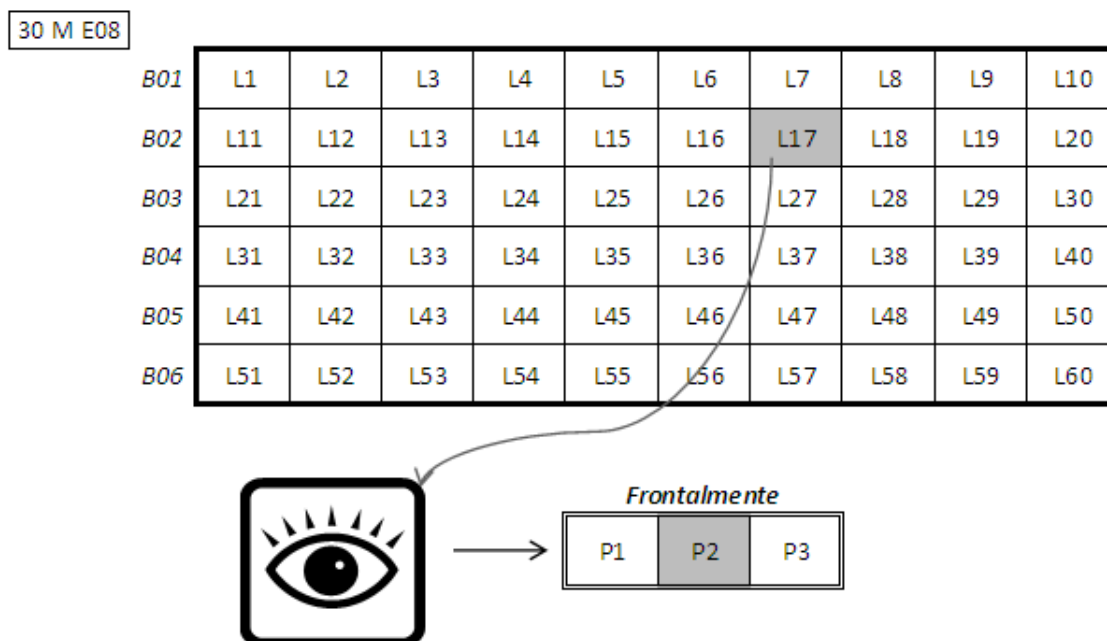 30 M E08
B01 L1 L2 L3 L4 L5 L6 L7 L8 L9 L10
B02 L11 L12 L13 L14 L15 L16 L17 L18 L19 L20
B03 L21 L22 L23 L24 L25 L26 L27 L28 L29 L30
B04 L31 L32 L33 L34 L35 L36 L37 L38 L39 L40
B05 L41 L42 L43 L44 L45 L46 L47 L48 L49 L50
B06 L51 L52 L53 L54 L55 L56 L57 L58 L59 L60
Frontalmente
P1 P2 P3